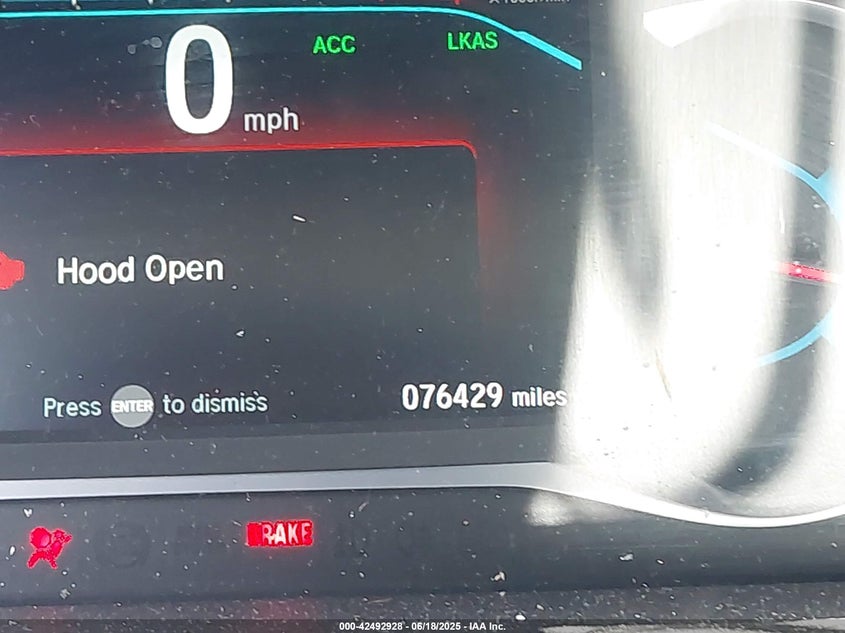 ACC LKAS
0 mph
Hood Open
Press ENTER to dismiss
076429 miles
BRAKE
000-42492928 - 06/18/2025 - IAA Inc.